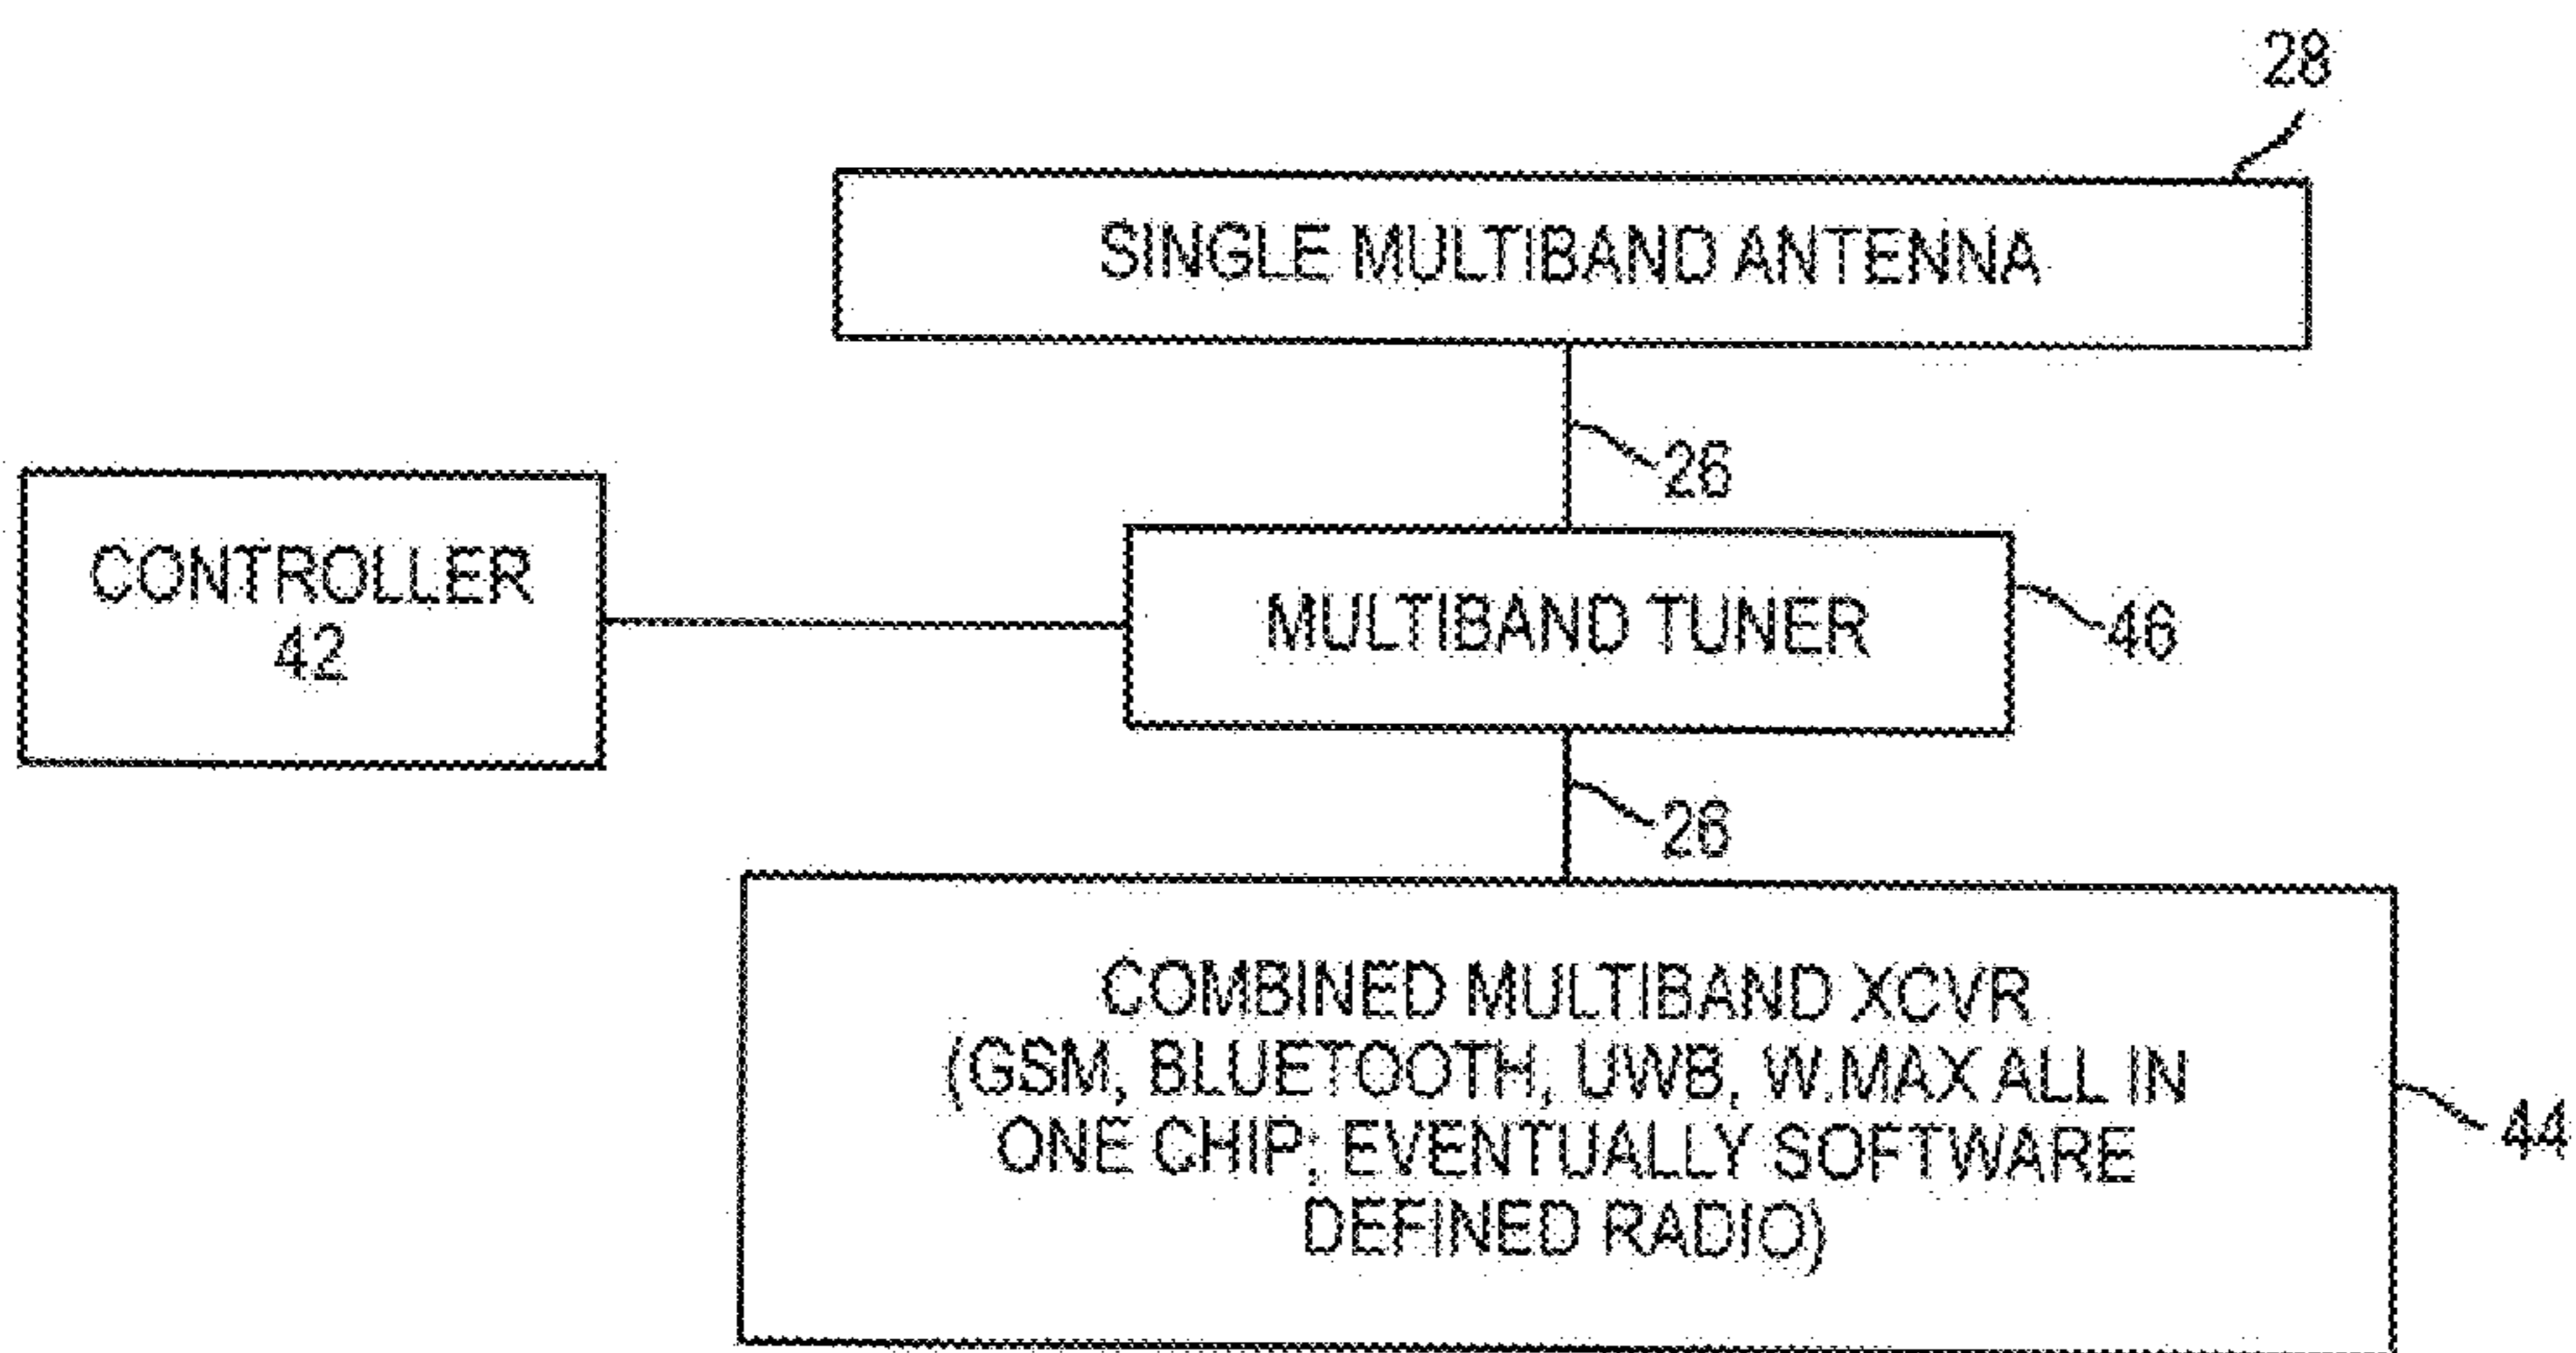 28
SINGLE MULTIBAND ANTENNA
26
CONTROLLER
42
MULTIBAND TUNER
46
26
COMBINED MULTIBAND XCVR
(GSM, BLUETOOTH, UWB, W.MAX ALL IN
ONE CHIP; EVENTUALLY SOFTWARE
DEFINED RADIO)
44